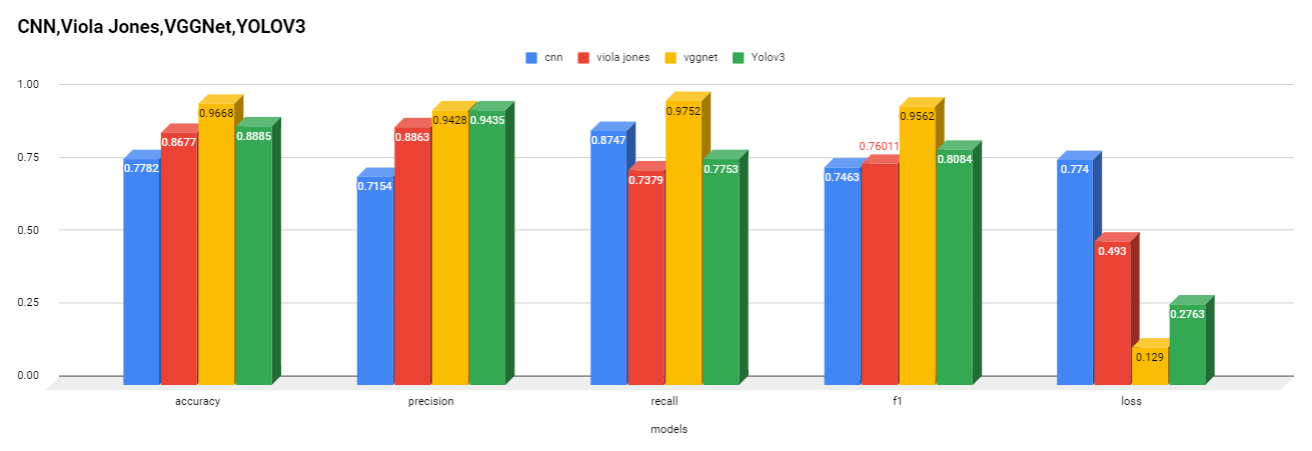 CNN,Viola Jones,VGGNet,YOLOV3
cnn viola jones vggnet Yolov3
1.00
0.75
0.50
0.25
0.00
0.7782 0.8677 0.9668 0.8885
0.7154 0.8863 0.9428 0.9435
0.8747 0.7379 0.9752 0.7753
0.7463 0.76011 0.9562 0.8084
0.774 0.493 0.129 0.2763
accuracy precision recall f1 loss
models